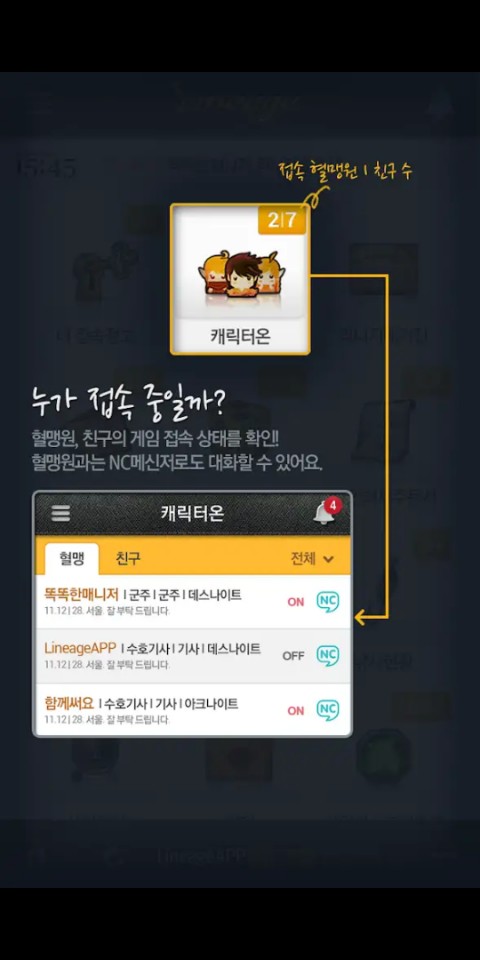 15:45
접속 혈맹원 I 친구 수
2|7
캐릭터온
누가 접속 중일까?
혈맹원, 친구의 게임 접속 상태를 확인!
혈맹원과는 NC메신저로도 대화할 수 있어요.
캐릭터온
4
혈맹 친구 전체
똑똑한매니저 I 군주 I 군주 I 데스나이트
ON NC
11.12 | 28. 서울. 잘 부탁 드립니다.
LineageAPP I 수호기사 I 기사 I 데스나이트
OFF NC
11.12 | 28. 서울. 잘 부탁 드립니다.
함께써요 I 수호기사 I 기사 I 아크나이트
ON NC
11.12 | 28. 서울. 잘 부탁 드립니다.